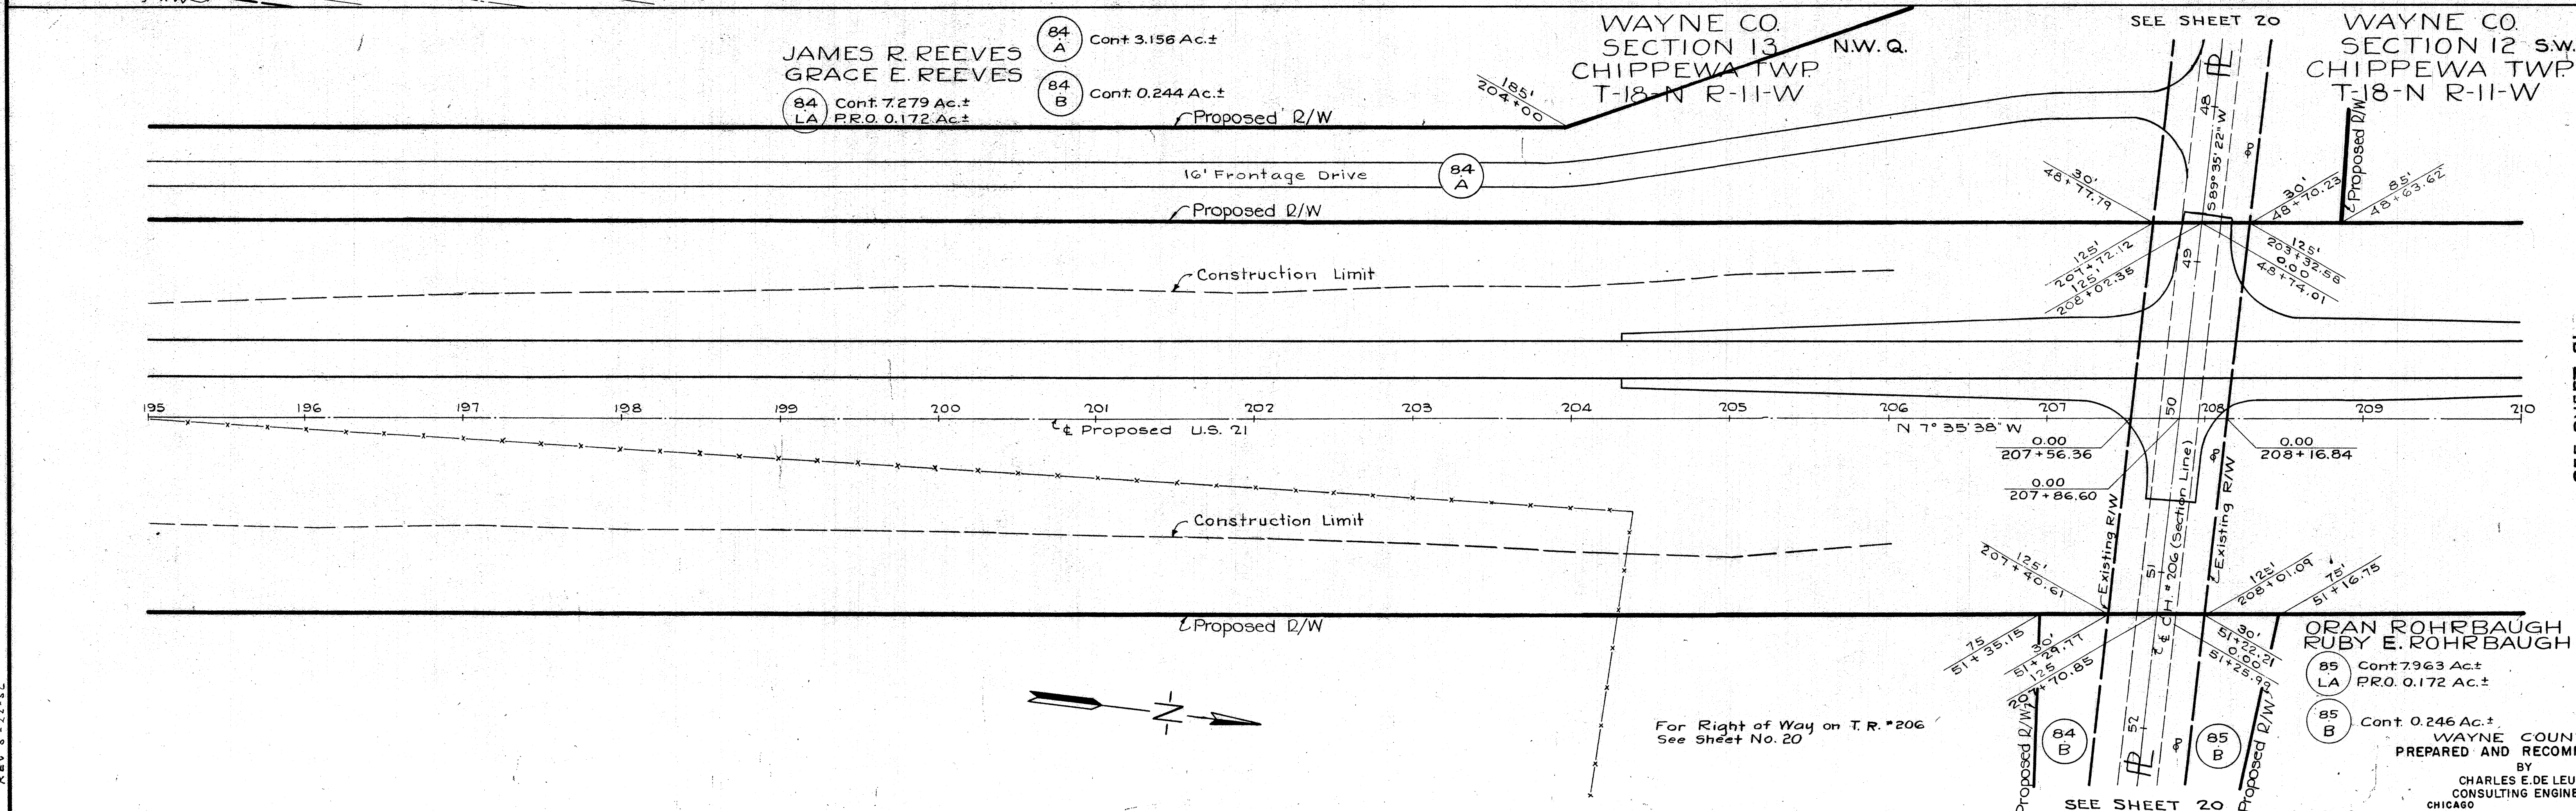 JAMES R. REEVES
GRACE E. REEVES
84 LA Cont. 7.279 Ac.±
P.R.O. 0.172 Ac.±
84 A Cont. 3.156 Ac.±
84 B Cont. 0.244 Ac.±
WAYNE CO.
SECTION 13 N.W. Q.
CHIPPEWA TWP.
T-18-N R-11-W
SEE SHEET 20
WAYNE CO.
SECTION 12 S.W.
CHIPPEWA TWP.
T-18-N R-11-W
185'
204+00
Proposed R/W
16' Frontage Drive
84 A
Proposed R/W
Construction Limit
48
S89°35'22"W
30'
48+77.79
30'
48+70.23
Proposed R/W
85'
48+63.62
125'
207+72.12
125'
208+02.35
49
125'
203+32.58
0.00
48+74.01
195 196 197 198 199 200 201 202 203 204 205 206 207 208 209 210
50
℄ Proposed U.S. 21
N 7° 35' 38" W
0.00
207+56.36
0.00
208+16.84
0.00
207+86.60
Construction Limit
Existing R/W
℄ C.H. #206 (Section Line)
Existing R/W
51
125'
207+40.61
125'
208+01.09
75'
51+16.75
Proposed R/W
75
51+35.15
30'
51+29.77
125
207+70.85
30'
51+22.21
0.00
51+25.99
ORAN ROHRBAUGH
RUBY E. ROHRBAUGH
85 LA Cont. 7.963 Ac.±
P.R.O. 0.172 Ac.±
85 B Cont. 0.246 Ac.±
N
For Right of Way on T.R. #206
See Sheet No. 20
Proposed R/W
84 B
52
85 B
Proposed R/W
SEE SHEET 20
WAYNE COUN
PREPARED AND RECOM
BY
CHARLES E. DE LEU
CONSULTING ENGINE
CHICAGO